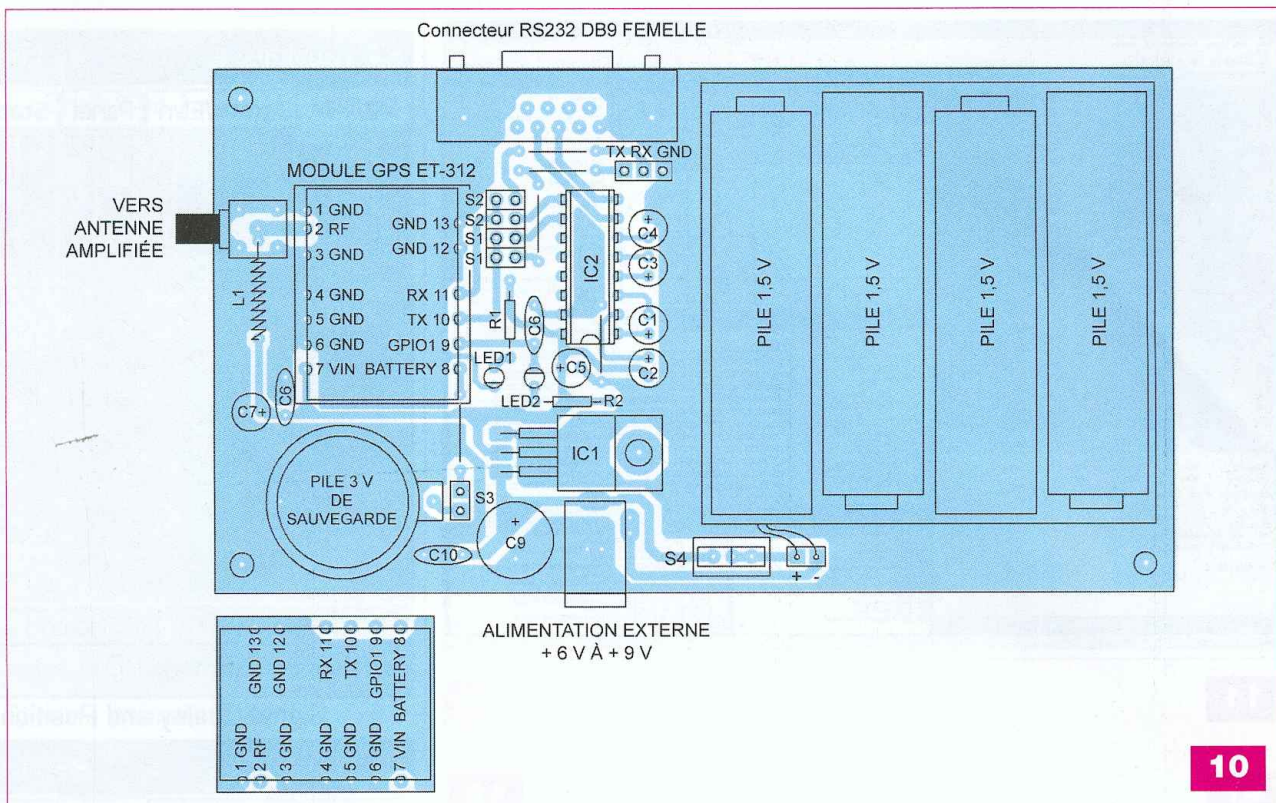 Connecteur RS232 DB9 FEMELLE
TX RX GND
MODULE GPS ET-312
VERS
ANTENNE
AMPLIFIÉE
1 GND
2 RF
3 GND
4 GND
5 GND
6 GND
7 VIN
GND 13
GND 12
RX 11
TX 10
GPIO1 9
BATTERY 8
S2
S2
S1
S1
L1
R1
C6
IC2
+
C4
C3
+
C1
+
+
C2
LED1
+C5
LED2
R2
C7+
C6
IC1
PILE 3 V
DE
SAUVEGARDE
S3
C10
+
C9
S4
+ -
PILE 1,5 V
PILE 1,5 V
PILE 1,5 V
PILE 1,5 V
ALIMENTATION EXTERNE
+ 6 V À + 9 V
1 GND
2 RF
3 GND
4 GND
5 GND
6 GND
7 VIN
GND 13
GND 12
RX 11
TX 10
GPIO1 9
BATTERY 8
10